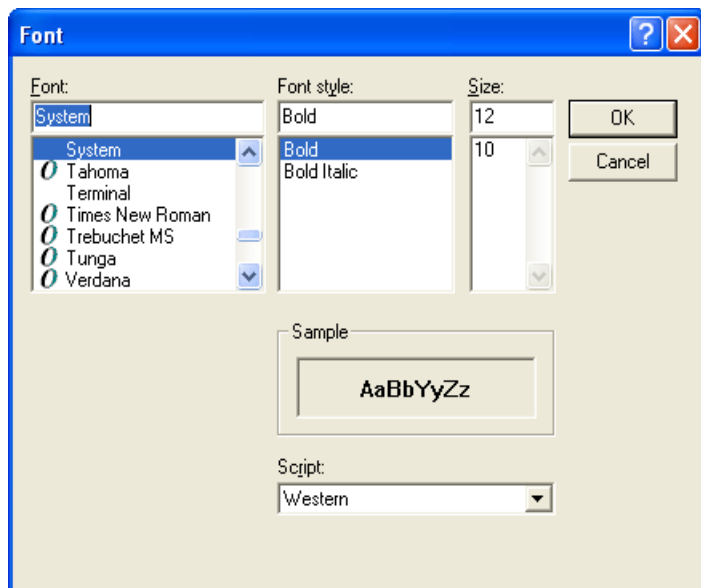 Font
Font:
System
System
Tahoma
Terminal
Times New Roman
Trebuchet MS
Tunga
Verdana
Font style:
Bold
Bold
Bold Italic
Size:
12
10
OK
Cancel
Sample
AaBbYyZz
Script:
Western